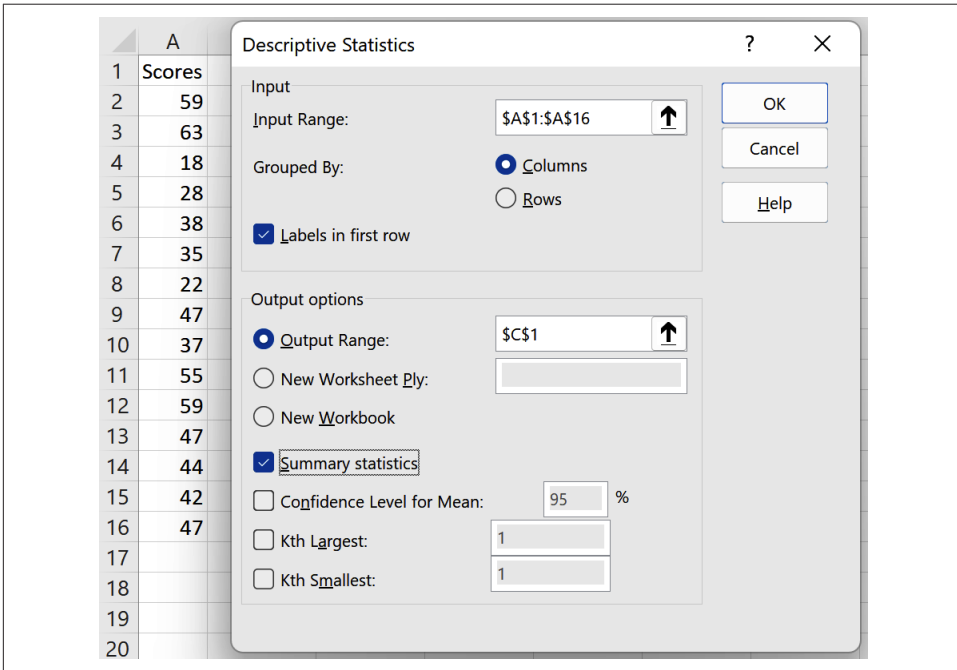 A
1 Scores
2 59
3 63
4 18
5 28
6 38
7 35
8 22
9 47
10 37
11 55
12 59
13 47
14 44
15 42
16 47
17
18
19
20
Descriptive Statistics ? X
Input
Input Range: $A$1:$A$16
Grouped By: Columns
Rows
Labels in first row
OK
Cancel
Help
Output options
Output Range: $C$1
New Worksheet Ply:
New Workbook
Summary statistics
Confidence Level for Mean: 95 %
Kth Largest: 1
Kth Smallest: 1